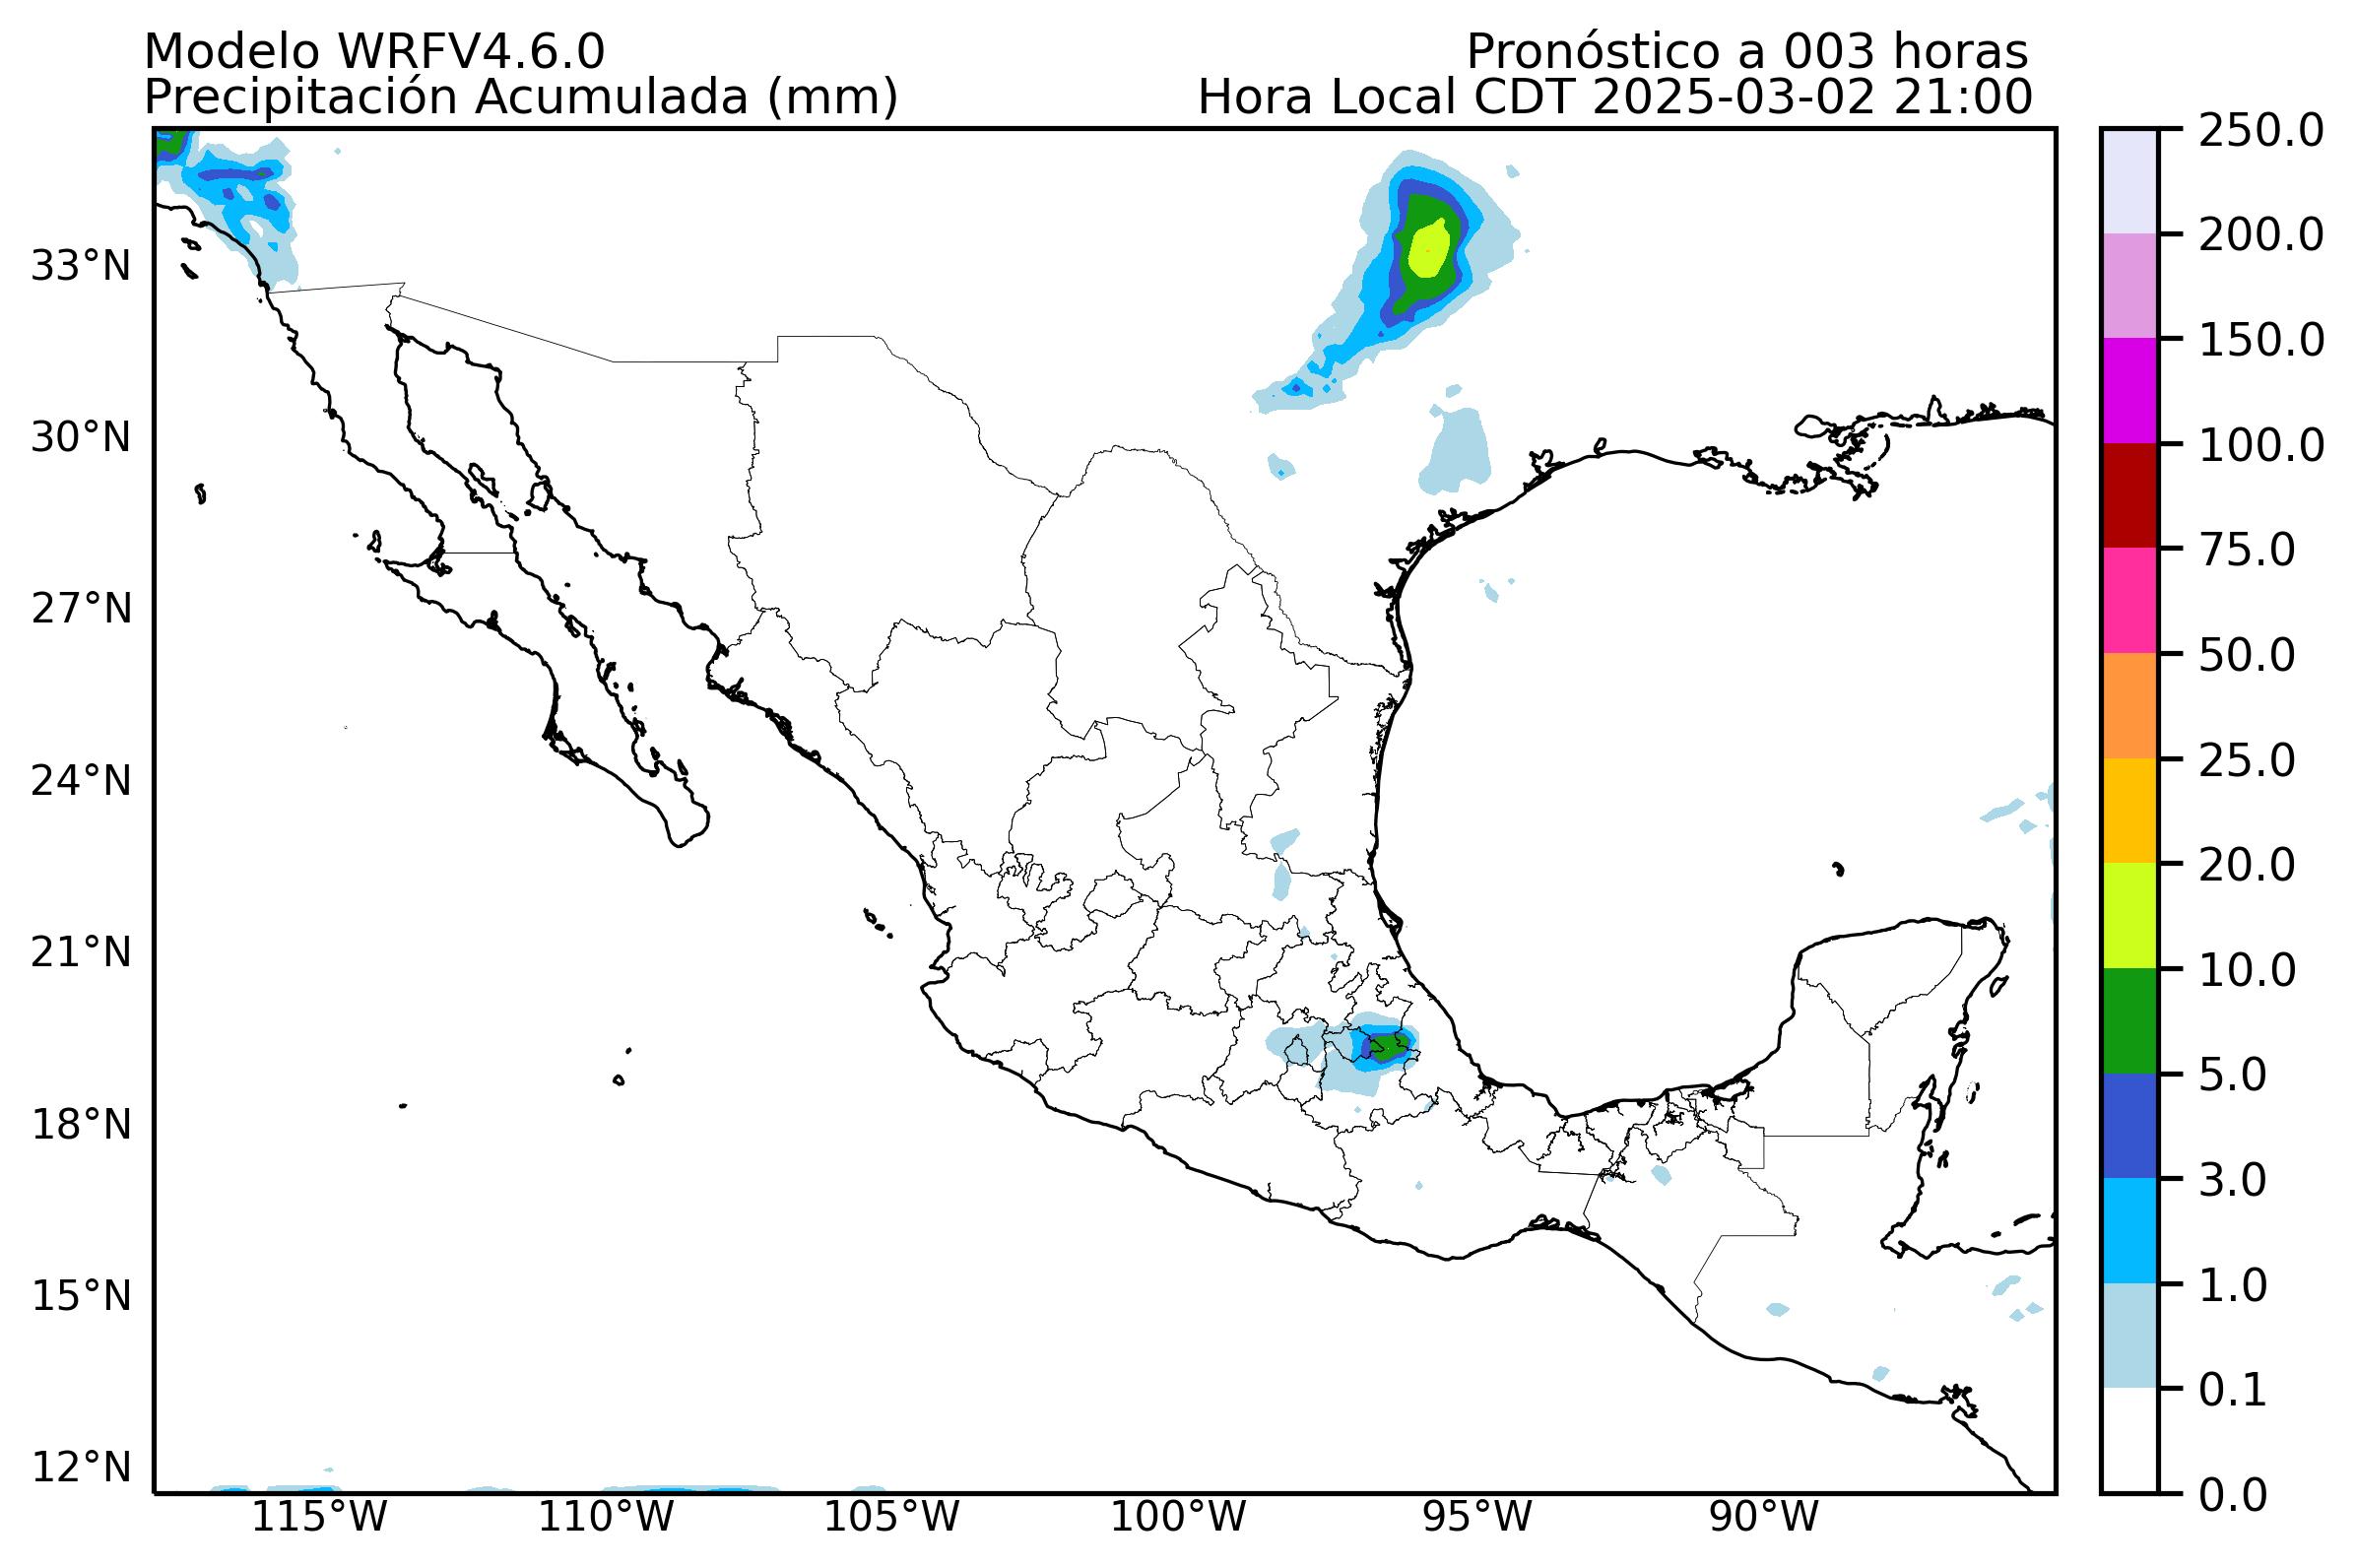 Modelo WRFV4.6.0
Pronóstico a 003 horas
Precipitación Acumulada (mm)
Hora Local CDT 2025-03-02 21:00
33°N
30°N
27°N
24°N
21°N
18°N
15°N
12°N
115°W
110°W
105°W
100°W
95°W
90°W
250.0
200.0
150.0
100.0
75.0
50.0
25.0
20.0
10.0
5.0
3.0
1.0
0.1
0.0